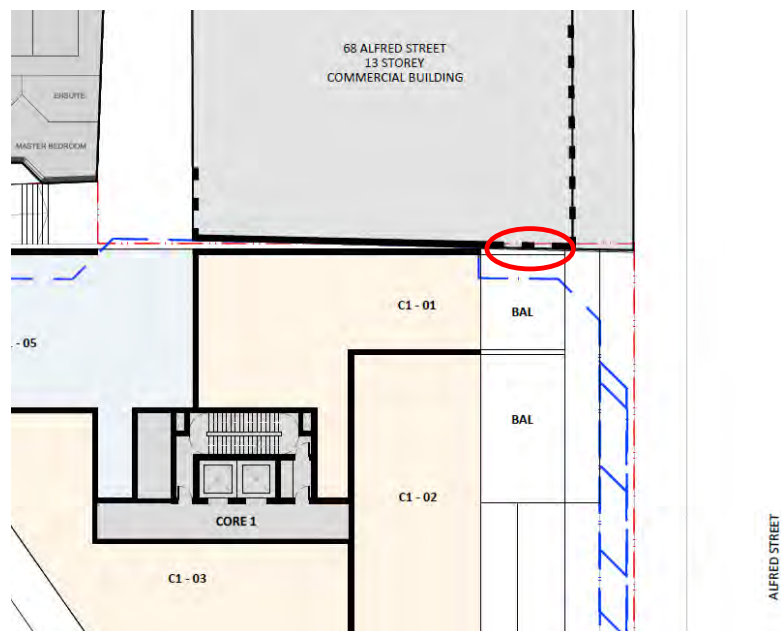 68 ALFRED STREET
13 STOREY
COMMERCIAL BUILDING
ENSUITE
MASTER BEDROOM
C1 - 01
BAL
- 05
BAL
C1 - 02
CORE 1
C1 - 03
ALFRED STREET